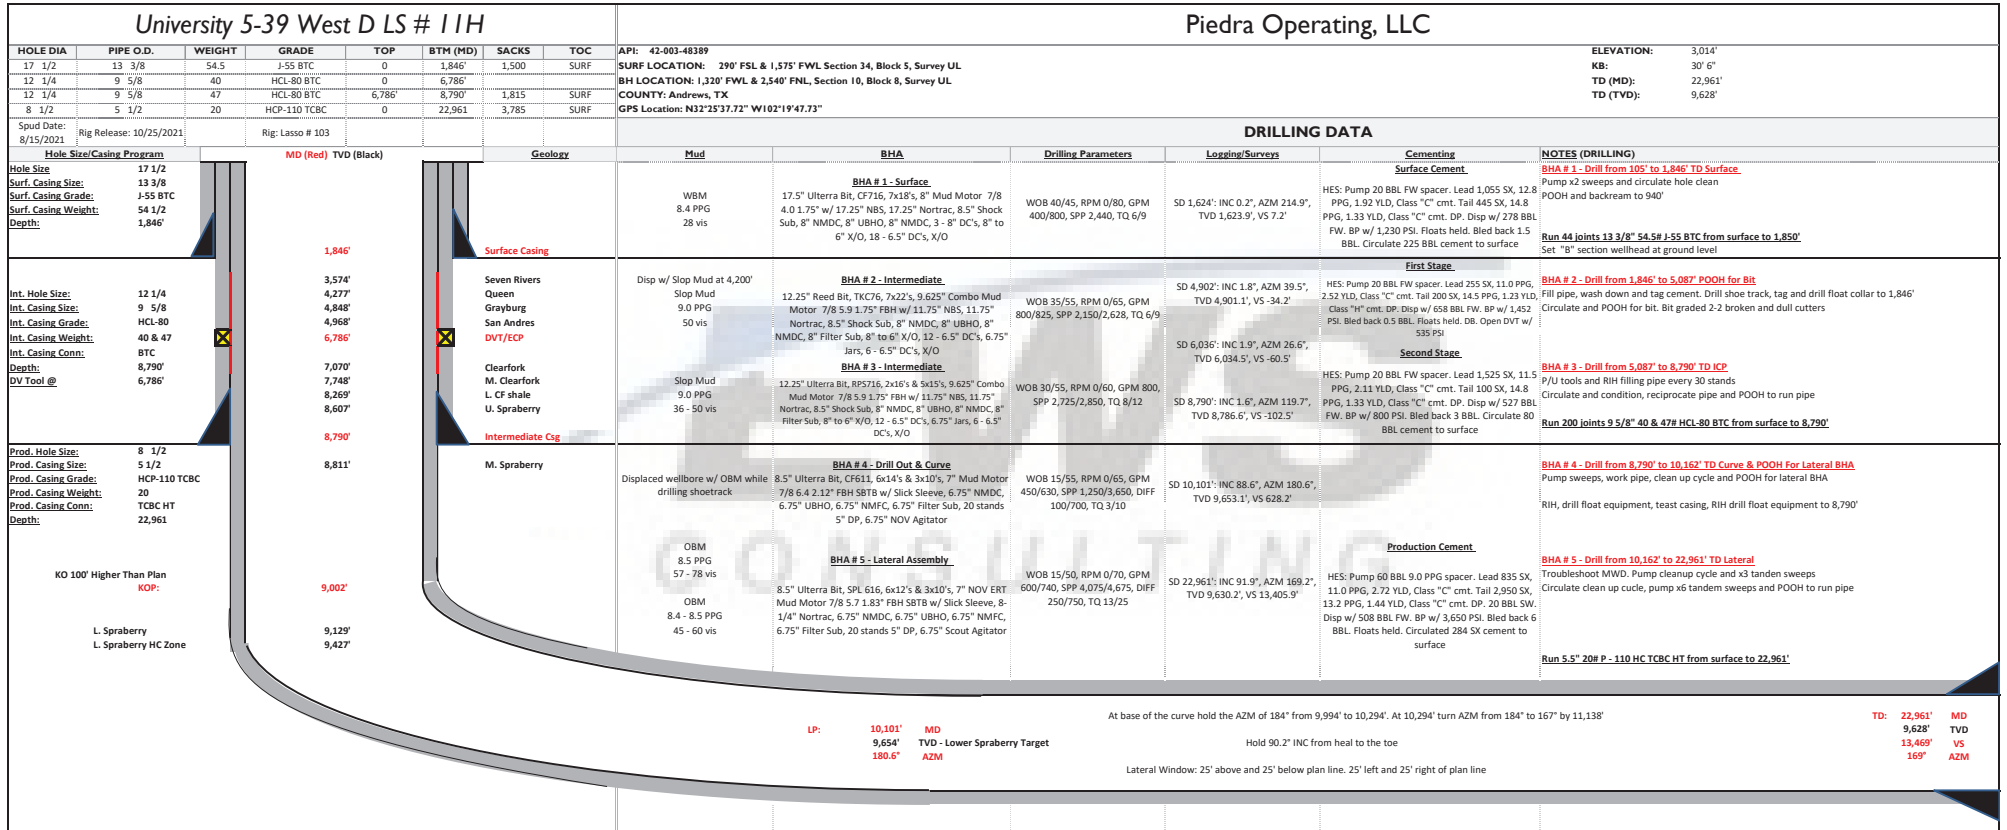 University 5-39 West D LS # 11H
Piedra Operating, LLC
HOLE DIA PIPE O.D. WEIGHT GRADE TOP BTM (MD) SACKS TOC
17 1/2 13 3/8 54.5 J-55 BTC 0 1,846' 1,500 SURF
12 1/4 9 5/8 40 HCL-80 BTC 0 6,786'
12 1/4 9 5/8 47 HCL-80 BTC 6,786' 8,790' 1,815 SURF
8 1/2 5 1/2 20 HCP-110 TCBC 0 22,961 3,785 SURF
Spud Date:
8/15/2021
Rig Release: 10/25/2021
Rig: Lasso # 103
API: 42-003-48389
SURF LOCATION: 290' FSL & 1,575' FWL Section 34, Block 5, Survey UL
BH LOCATION: 1,320' FWL & 2,540' FNL, Section 10, Block 8, Survey UL
COUNTY: Andrews, TX
GPS Location: N32°25'37.72" W102°19'47.73"
ELEVATION: 3,014'
KB: 30' 6"
TD (MD): 22,961'
TD (TVD): 9,628'
DRILLING DATA
Hole Size/Casing Program
MD (Red) TVD (Black)
Geology
Mud
BHA
Drilling Parameters
Logging/Surveys
Cementing
NOTES (DRILLING)
Hole Size 17 1/2
Surf. Casing Size: 13 3/8
Surf. Casing Grade: J-55 BTC
Surf. Casing Weight: 54 1/2
Depth: 1,846'
1,846' Surface Casing
WBM
8.4 PPG
28 vis
BHA # 1 - Surface
17.5" Ulterra Bit, CF716, 7x18's, 8" Mud Motor 7/8
4.0 1.75° w/ 17.25" NBS, 17.25" Nortrac, 8.5" Shock
Sub, 8" NMDC, 8" UBHO, 8" NMDC, 3 - 8" DC's, 8" to
6" X/O, 18 - 6.5" DC's, X/O
WOB 40/45, RPM 0/80, GPM
400/800, SPP 2,440, TQ 6/9
SD 1,624': INC 0.2°, AZM 214.9°,
TVD 1,623.9', VS 7.2'
Surface Cement
HES: Pump 20 BBL FW spacer. Lead 1,055 SX, 12.8
PPG, 1.92 YLD, Class "C" cmt. Tail 445 SX, 14.8
PPG, 1.33 YLD, Class "C" cmt. DP. Disp w/ 278 BBL
FW. BP w/ 1,230 PSI. Floats held. Bled back 1.5
BBL. Circulate 225 BBL cement to surface
BHA # 1 - Drill from 105' to 1,846' TD Surface
Pump x2 sweeps and circulate hole clean
POOH and backream to 940'
Run 44 joints 13 3/8" 54.5# J-55 BTC from surface to 1,850'
Set "B" section wellhead at ground level
Int. Hole Size: 12 1/4
Int. Casing Size: 9 5/8
Int. Casing Grade: HCL-80
Int. Casing Weight: 40 & 47
Int. Casing Conn: BTC
Depth: 8,790'
DV Tool @ 6,786'
3,574' Seven Rivers
4,277' Queen
4,848' Grayburg
4,968' San Andres
6,786' DVT/ECP
7,070' Clearfork
7,748' M. Clearfork
8,269' L. CF shale
8,607' U. Spraberry
8,790' Intermediate Csg
Disp w/ Slop Mud at 4,200'
Slop Mud
9.0 PPG
50 vis
BHA # 2 - Intermediate
12.25" Reed Bit, TKC76, 7x22's, 9.625" Combo Mud
Motor 7/8 5.9 1.75° FBH w/ 11.75" NBS, 11.75"
Nortrac, 8.5" Shock Sub, 8" NMDC, 8" UBHO, 8"
NMDC, 8" Filter Sub, 8" to 6" X/O, 12 - 6.5" DC's, 6.75"
Jars, 6 - 6.5" DC's, X/O
WOB 35/55, RPM 0/65, GPM
800/825, SPP 2,150/2,628, TQ 6/9
SD 4,902': INC 1.8°, AZM 39.5°,
TVD 4,901.1', VS -34.2'
SD 6,036': INC 1.9°, AZM 26.6°,
TVD 6,034.5', VS -60.5'
First Stage
HES: Pump 20 BBL FW spacer. Lead 255 SX, 11.0 PPG,
2.52 YLD, Class "C" cmt. Tail 200 SX, 14.5 PPG, 1.23 YLD,
Class "H" cmt. DP. Disp w/ 658 BBL FW. BP w/ 1,452
PSI. Bled back 0.5 BBL. Floats held. DB. Open DVT w/
535 PSI
BHA # 2 - Drill from 1,846' to 5,087' POOH for Bit
Fill pipe, wash down and tag cement. Drill shoe track, tag and drill float collar to 1,846'
Circulate and POOH for bit. Bit graded 2-2 broken and dull cutters
Slop Mud
9.0 PPG
36 - 50 vis
BHA # 3 - Intermediate
12.25" Ulterra Bit, RPS716, 2x16's & 5x15's, 9.625" Combo
Mud Motor 7/8 5.9 1.75° FBH w/ 11.75" NBS, 11.75"
Nortrac, 8.5" Shock Sub, 8" NMDC, 8" UBHO, 8" NMDC, 8"
Filter Sub, 8" to 6" X/O, 12 - 6.5" DC's, 6.75" Jars, 6 - 6.5"
DC's, X/O
WOB 30/55, RPM 0/60, GPM 800,
SPP 2,725/2,850, TQ 8/12
SD 8,790': INC 1.6°, AZM 119.7°,
TVD 8,786.6', VS -102.5'
Second Stage
HES: Pump 20 BBL FW spacer. Lead 1,525 SX, 11.5
PPG, 2.11 YLD, Class "C" cmt. Tail 100 SX, 14.8
PPG, 1.33 YLD, Class "C" cmt. DP. Disp w/ 527 BBL
FW. BP w/ 800 PSI. Bled back 3 BBL. Circulate 80
BBL cement to surface
BHA # 3 - Drill from 5,087' to 8,790' TD ICP
P/U tools and RIH filling pipe every 30 stands
Circulate and condition, reciprocate pipe and POOH to run pipe
Run 200 joints 9 5/8" 40 & 47# HCL-80 BTC from surface to 8,790'
Prod. Hole Size: 8 1/2
Prod. Casing Size: 5 1/2
Prod. Casing Grade: HCP-110 TCBC
Prod. Casing Weight: 20
Prod. Casing Conn: TCBC HT
Depth: 22,961
8,811' M. Spraberry
Displaced wellbore w/ OBM while
drilling shoetrack
BHA # 4 - Drill Out & Curve
8.5" Ulterra Bit, CF611, 6x14's & 3x10's, 7" Mud Motor
7/8 6.4 2.12° FBH SBTB w/ Slick Sleeve, 6.75" NMDC,
6.75" UBHO, 6.75" NMFC, 6.75" Filter Sub, 20 stands
5" DP, 6.75" NOV Agitator
WOB 15/55, RPM 0/65, GPM
450/630, SPP 1,250/3,650, DIFF
100/700, TQ 3/10
SD 10,101': INC 88.6°, AZM 180.6°,
TVD 9,653.1', VS 628.2'
BHA # 4 - Drill from 8,790' to 10,162' TD Curve & POOH For Lateral BHA
Pump sweeps, work pipe, clean up cycle and POOH for lateral BHA
RIH, drill float equipment, teast casing, RIH drill float equipment to 8,790'
OBM
8.5 PPG
57 - 78 vis
OBM
8.4 - 8.5 PPG
45 - 60 vis
BHA # 5 - Lateral Assembly
8.5" Ulterra Bit, SPL 616, 6x12's & 3x10's, 7" NOV ERT
Mud Motor 7/8 5.7 1.83° FBH SBTB w/ Slick Sleeve, 8-
1/4" Nortrac, 6.75" NMDC, 6.75" UBHO, 6.75" NMFC,
6.75" Filter Sub, 20 stands 5" DP, 6.75" Scout Agitator
WOB 15/50, RPM 0/70, GPM
600/740, SPP 4,075/4,675, DIFF
250/750, TQ 13/25
SD 22,961': INC 91.9°, AZM 169.2°,
TVD 9,630.2', VS 13,405.9'
Production Cement
HES: Pump 60 BBL 9.0 PPG spacer. Lead 835 SX,
11.0 PPG, 2.72 YLD, Class "C" cmt. Tail 2,950 SX,
13.2 PPG, 1.44 YLD, Class "C" cmt. DP. 20 BBL SW.
Disp w/ 508 BBL FW. BP w/ 3,650 PSI. Bled back 6
BBL. Floats held. Circulated 284 SX cement to
surface
BHA # 5 - Drill from 10,162' to 22,961' TD Lateral
Troubleshoot MWD. Pump cleanup cycle and x3 tanden sweeps
Circulate clean up cucle, pump x6 tandem sweeps and POOH to run pipe
Run 5.5" 20# P - 110 HC TCBC HT from surface to 22,961'
KO 100' Higher Than Plan
KOP: 9,002'
L. Spraberry 9,129'
L. Spraberry HC Zone 9,427'
EWS
CONSULTING
LP: 10,101' MD
9,654' TVD - Lower Spraberry Target
180.6° AZM
At base of the curve hold the AZM of 184° from 9,994' to 10,294'. At 10,294' turn AZM from 184° to 167° by 11,138'
Hold 90.2° INC from heal to the toe
Lateral Window: 25' above and 25' below plan line. 25' left and 25' right of plan line
TD: 22,961' MD
9,628' TVD
13,469' VS
169° AZM